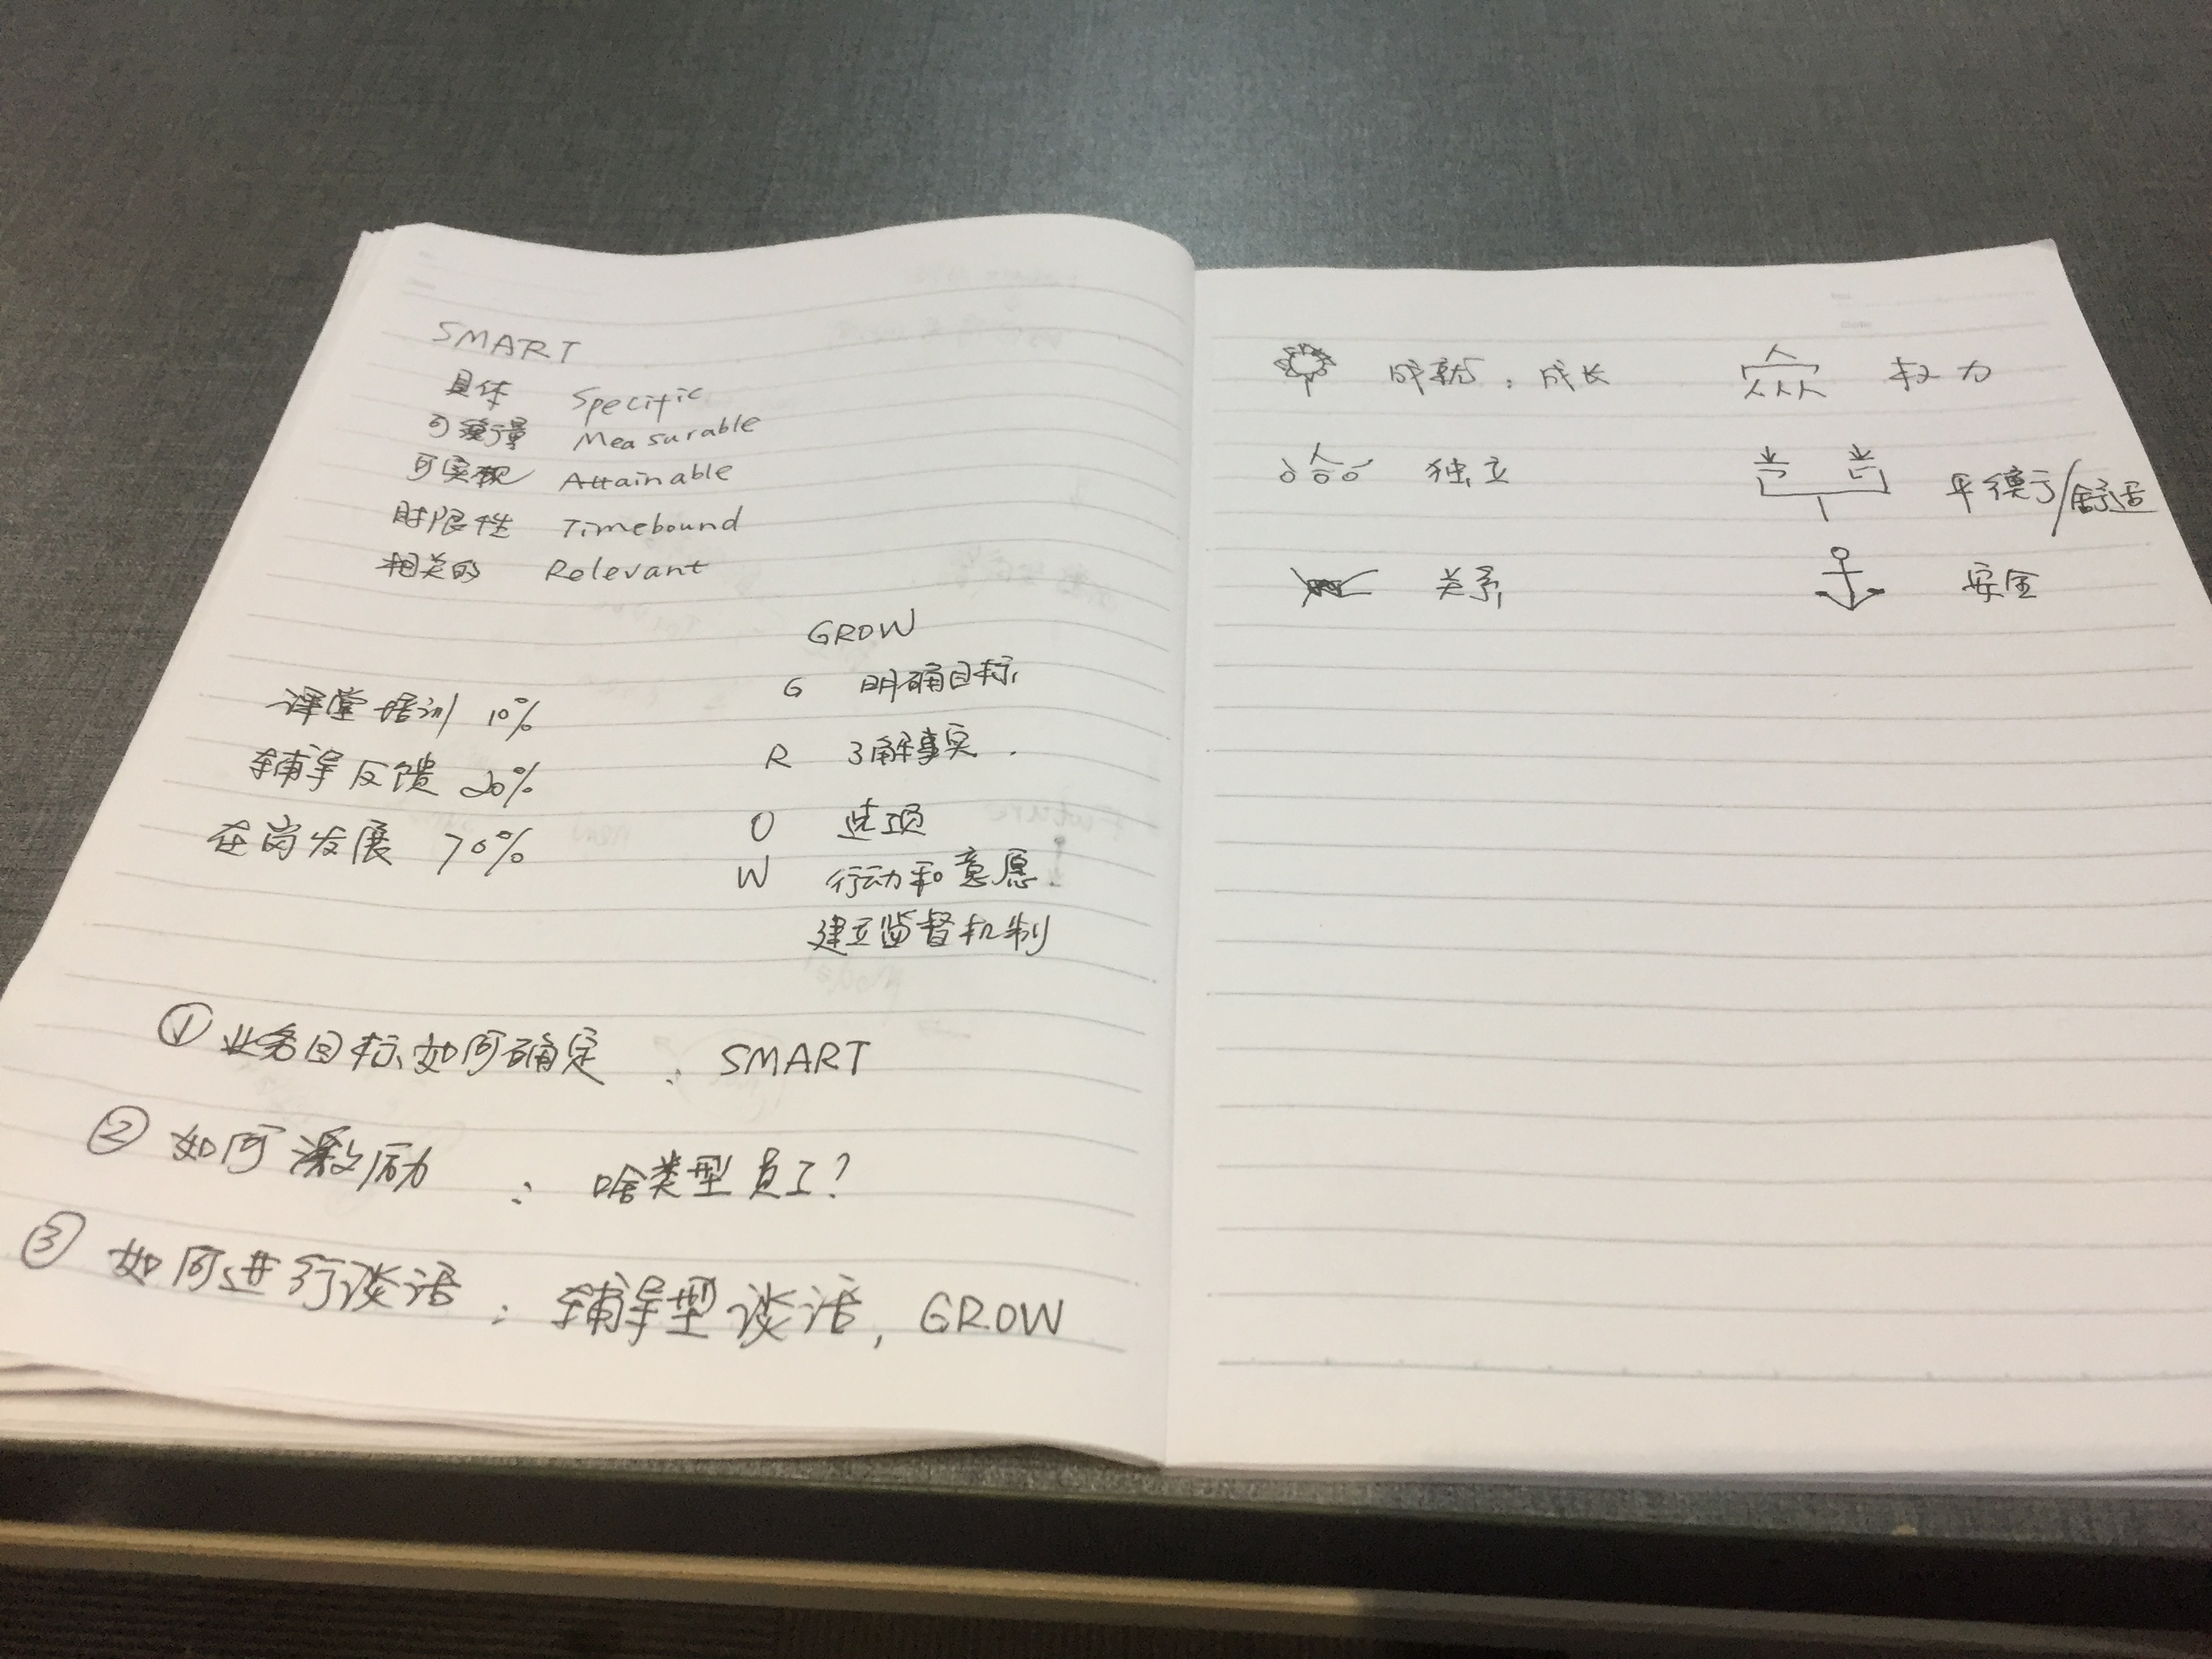 SMART
具体 Specific
可衡量 Measurable
可实现 Attainable
时限性 Timebound
相关的 Relevant
课堂培训 10%
辅导反馈 20%
在岗发展 70%
GROW
G 明确目标
R 了解事实.
O 选项
W 行动和意愿.
建立监督机制
① 业务目标如何确定: SMART
② 如何激励: 啥类型员工?
③ 如何进行谈话: 辅导型谈话, GROW
成就; 成长 权力
独立 平衡/舒适
关系 安全